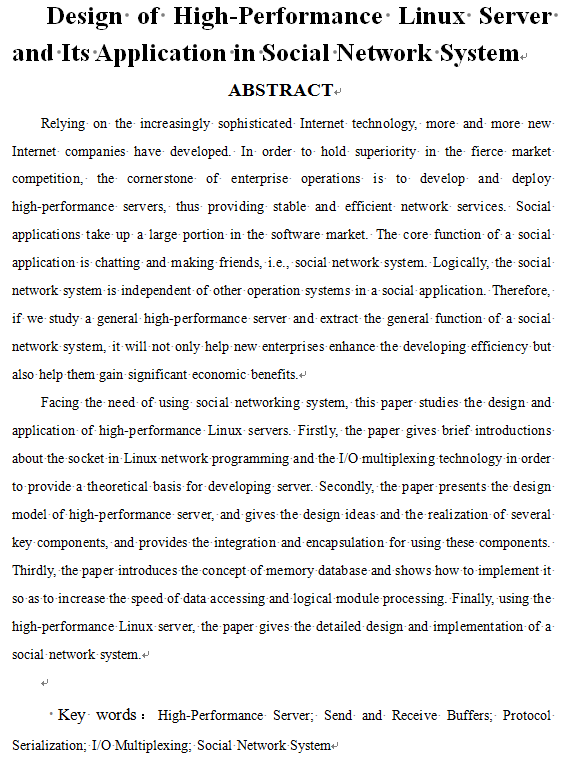 Design of High-Performance Linux Server
and Its Application in Social Network System
ABSTRACT
Relying on the increasingly sophisticated Internet technology, more and more new
Internet companies have developed. In order to hold superiority in the fierce market
competition, the cornerstone of enterprise operations is to develop and deploy
high-performance servers, thus providing stable and efficient network services. Social
applications take up a large portion in the software market. The core function of a social
application is chatting and making friends, i.e., social network system. Logically, the social
network system is independent of other operation systems in a social application. Therefore,
if we study a general high-performance server and extract the general function of a social
network system, it will not only help new enterprises enhance the developing efficiency but
also help them gain significant economic benefits.
Facing the need of using social networking system, this paper studies the design and
application of high-performance Linux servers. Firstly, the paper gives brief introductions
about the socket in Linux network programming and the I/O multiplexing technology in order
to provide a theoretical basis for developing server. Secondly, the paper presents the design
model of high-performance server, and gives the design ideas and the realization of several
key components, and provides the integration and encapsulation for using these components.
Thirdly, the paper introduces the concept of memory database and shows how to implement it
so as to increase the speed of data accessing and logical module processing. Finally, using the
high-performance Linux server, the paper gives the detailed design and implementation of a
social network system.
Key words：High-Performance Server; Send and Receive Buffers; Protocol
Serialization; I/O Multiplexing; Social Network System